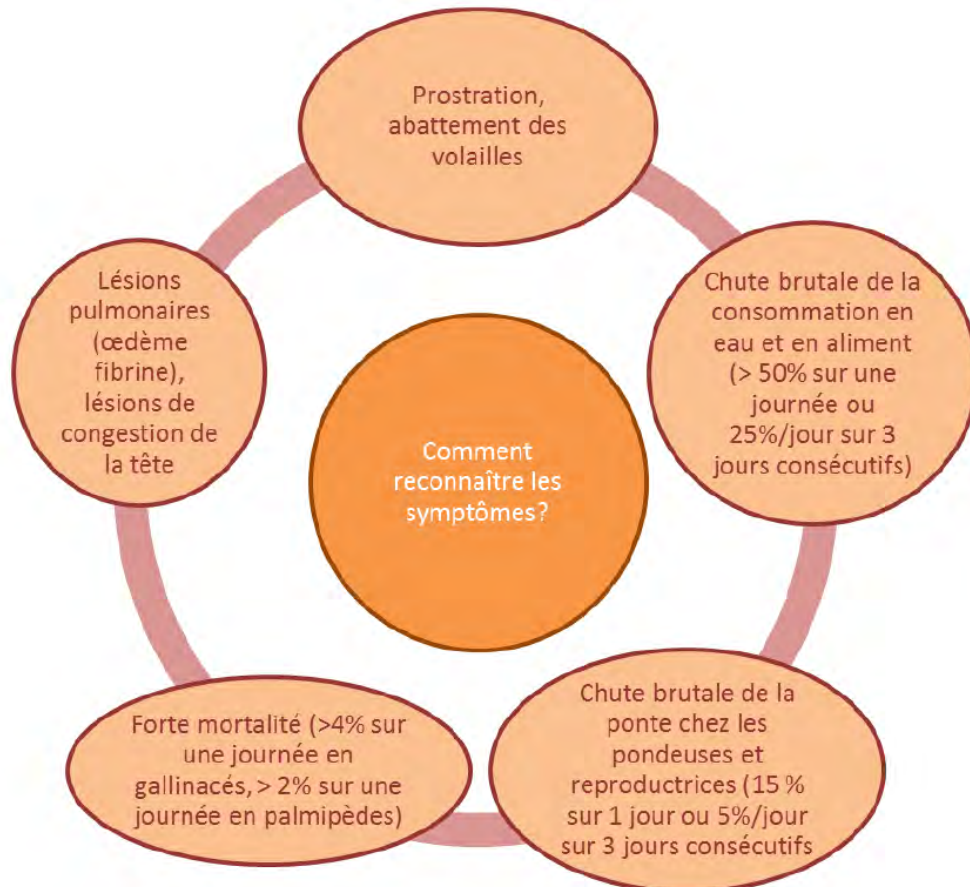 Prostration,
abattement des
volailles
Chute brutale de la
consommation en
eau et en aliment
(> 50% sur une
journée ou
25%/jour sur 3
jours consécutifs)
Chute brutale de la
ponte chez les
pondeuses et
reproductrices (15 %
sur 1 jour ou 5%/jour
sur 3 jours consécutifs
Forte mortalité (>4% sur
une journée en
gallinacés, > 2% sur une
journée en palmipèdes)
Lésions
pulmonaires
(œdème
fibrine),
lésions de
congestion de
la tête
Comment
reconnaître les
symptômes?